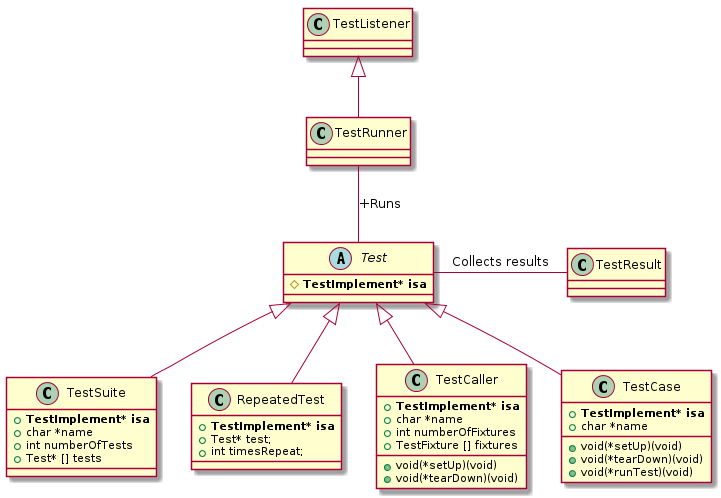 C TestListener
C TestRunner
+Runs
A Test
TestImplement* isa
Collects results
C TestResult
C TestSuite
TestImplement* isa
char *name
int numberOfTests
Test* [] tests
C RepeatedTest
TestImplement* isa
Test* test;
int timesRepeat;
C TestCaller
TestImplement* isa
char *name
int numberOfFixtures
TestFixture [] fixtures
void(*setUp)(void)
void(*tearDown)(void)
C TestCase
TestImplement* isa
char *name
void(*setUp)(void)
void(*tearDown)(void)
void(*runTest)(void)